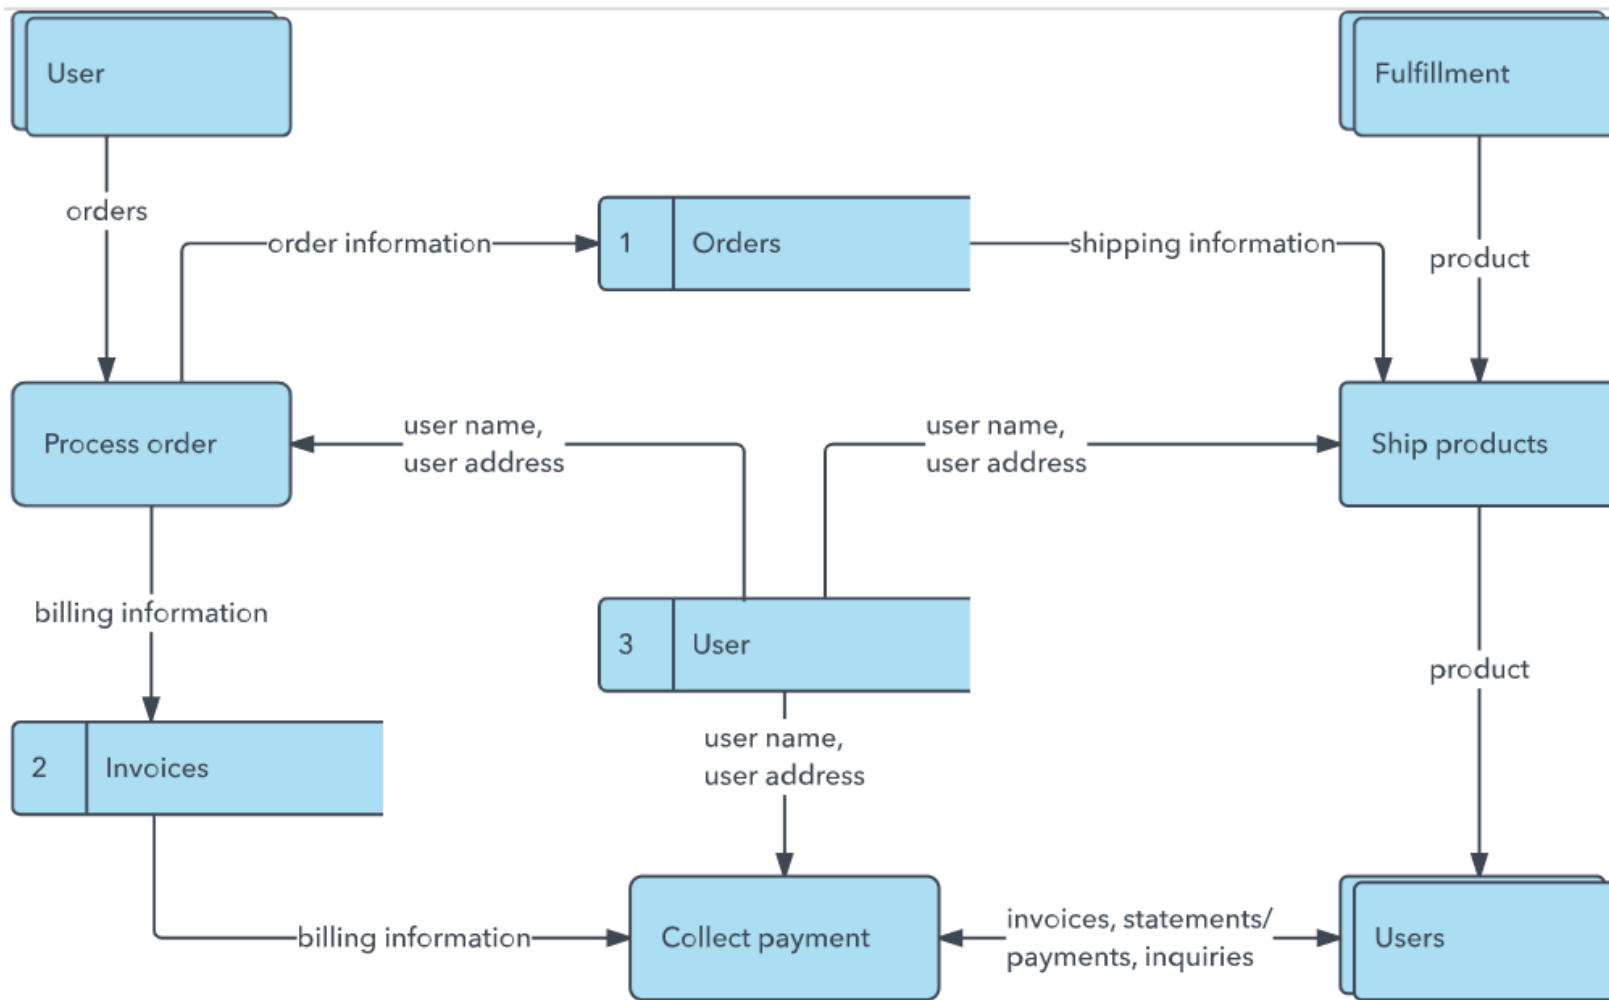 User
Fulfillment
orders
order information
1
Orders
shipping information
product
Process order
user name,
user address
user name,
user address
Ship products
billing information
3
User
product
2
Invoices
user name,
user address
billing information
Collect payment
invoices, statements/
payments, inquiries
Users